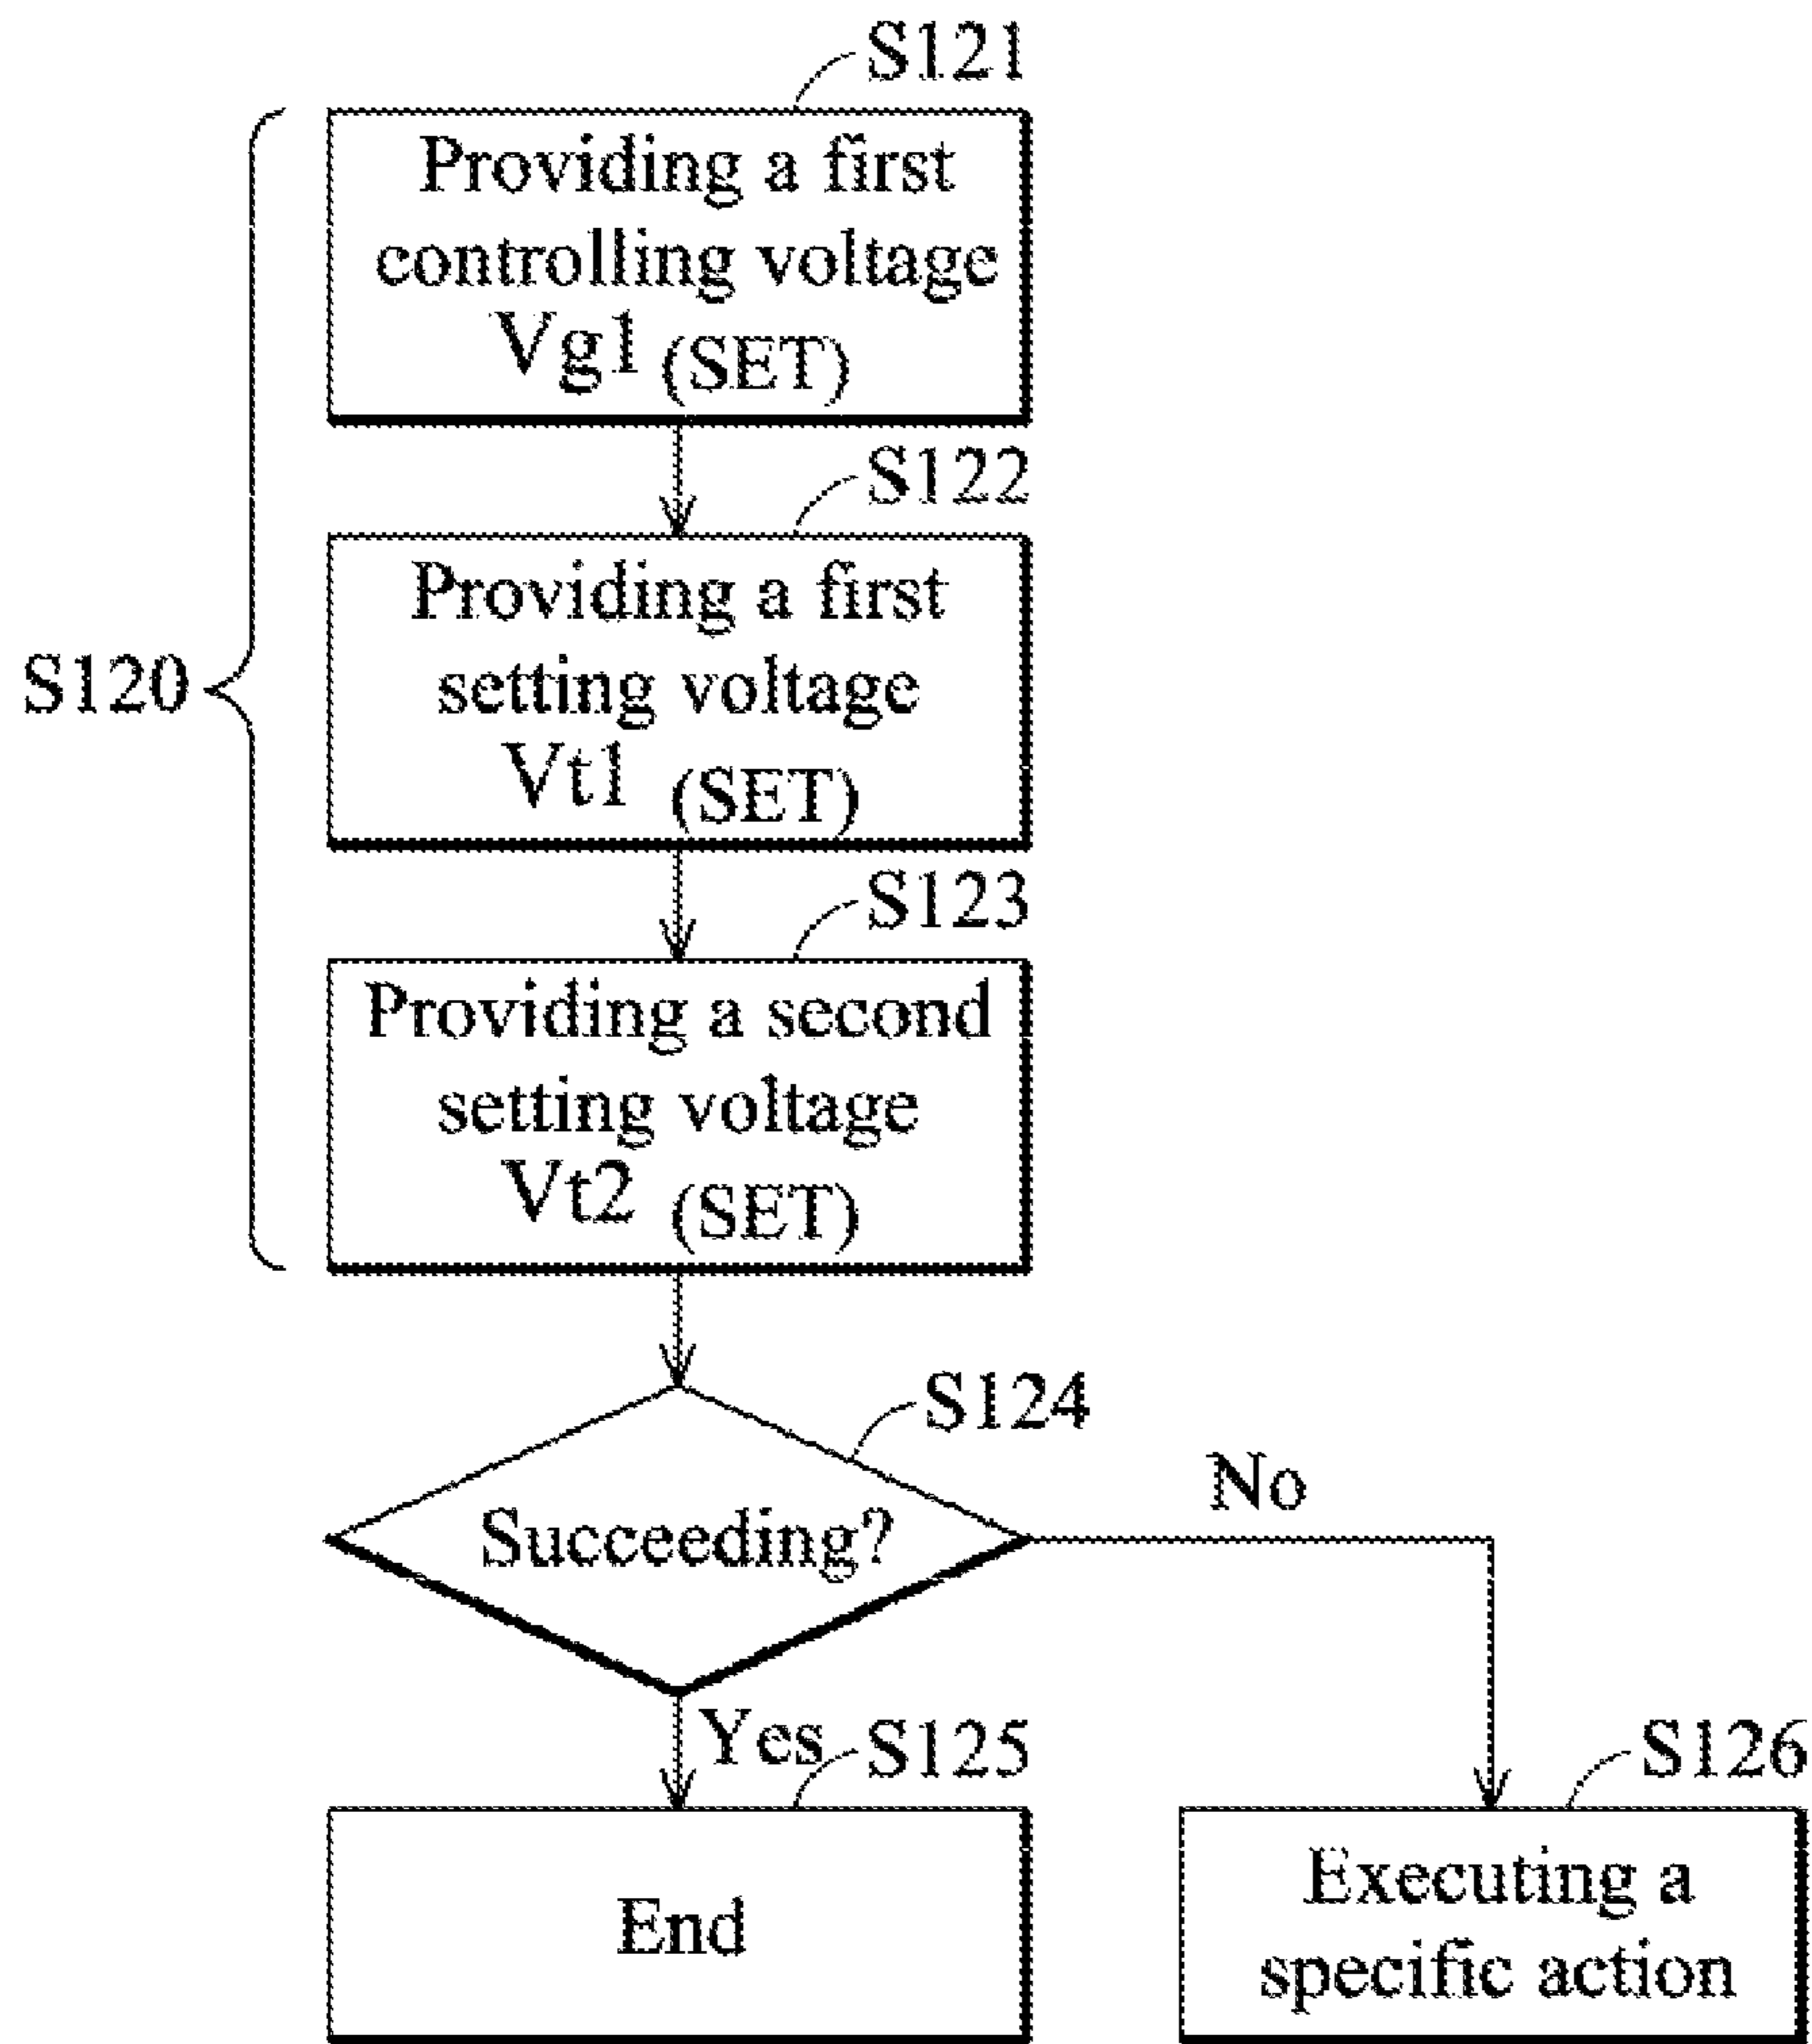 S121
Providing a first
controlling voltage
Vg1 (SET)
S122
Providing a first
setting voltage
Vt1 (SET)
S120
S123
Providing a second
setting voltage
Vt2 (SET)
S124
No
Succeeding?
Yes
S125
S126
End
Executing a
specific action